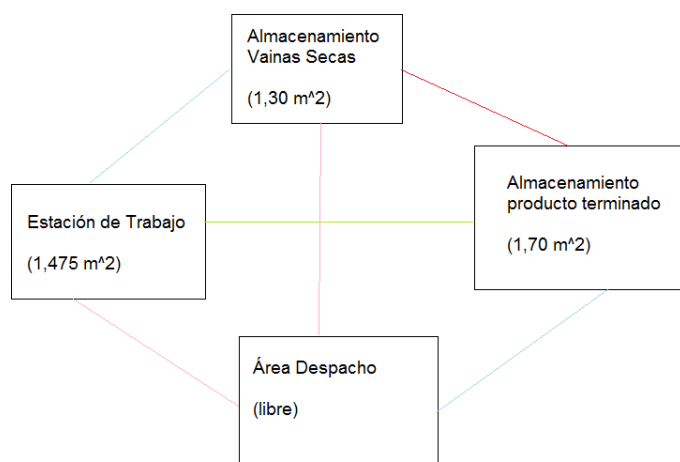 Almacenamiento
Vainas Secas
(1,30 m^2)
Almacenamiento
producto terminado
(1,70 m^2)
Estación de Trabajo
(1,475 m^2)
Área Despacho
(libre)